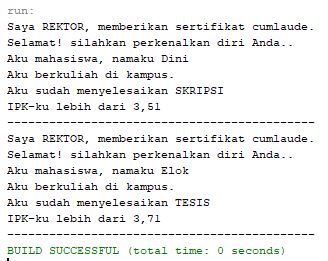 run:
Saya REKTOR, memberikan sertifikat cumlaude.
Selamat! silahkan perkenalkan diri Anda..
Aku mahasiswa, namaku Dini
Aku berkuliah di kampus.
Aku sudah menyelesaikan SKRIPSI
IPK-ku lebih dari 3,51
--------------------------------------------
Saya REKTOR, memberikan sertifikat cumlaude.
Selamat! silahkan perkenalkan diri Anda..
Aku mahasiswa, namaku Elok
Aku berkuliah di kampus.
Aku sudah menyelesaikan TESIS
IPK-ku lebih dari 3,71
--------------------------------------------
BUILD SUCCESSFUL (total time: 0 seconds)